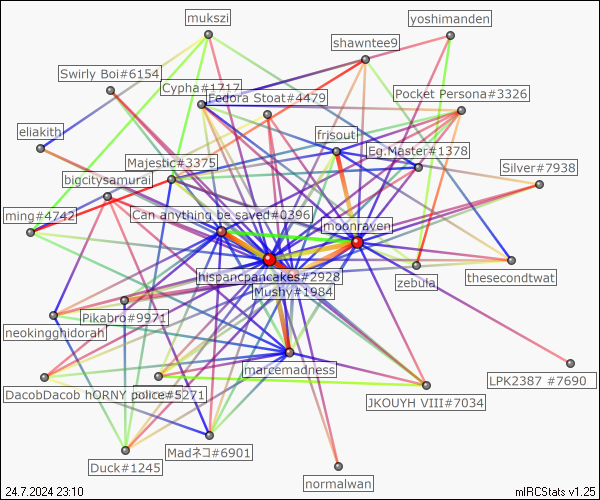 mukszi
yoshimanden
shawntee9
Swirly Boi#6154
Cypha#1717
Fedora Stoat#4479
Pocket Persona#3326
eliakith
frisout
Eg.Master#1378
Majestic#3375
Silver#7938
bigcitysamurai
ming#4742
Can anything be saved#0396
moonraven
hispancpancakes#2928
zebula
thesecondtwat
Mushy#1984
Pikabro#9971
neokingghidorah
marcemadness
LPK2387 #7690
DacobDacob hORNY police#5271
JKOUYH VIII#7034
Madネコ#6901
Duck#1245
normalwan
24.7.2024 23:10
mIRCStats v1.25